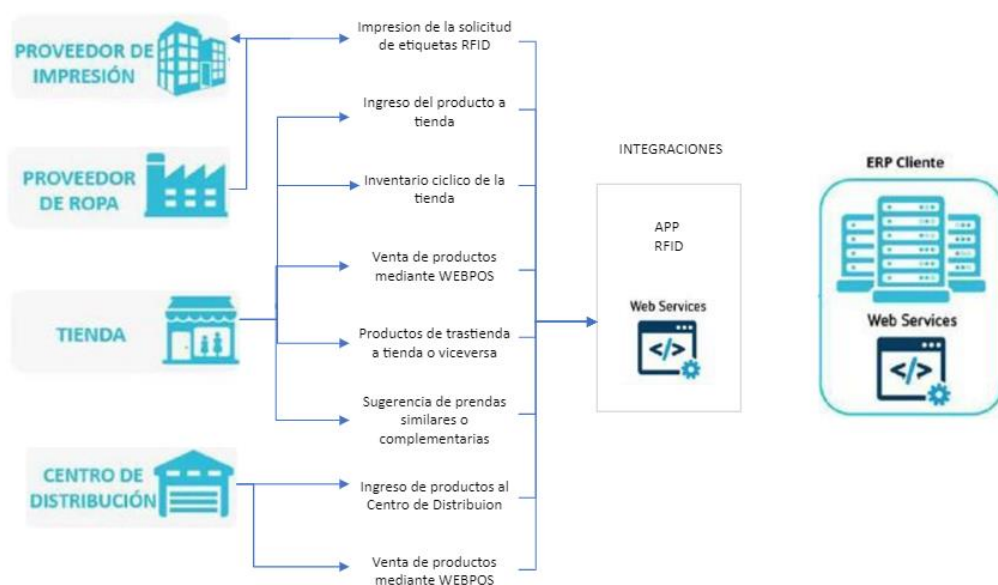 PROVEEDOR DE
IMPRESIÓN
PROVEEDOR
DE ROPA
TIENDA
CENTRO DE
DISTRIBUCIÓN
Impresion de la solicitud
de etiquetas RFID
Ingreso del producto a
tienda
Inventario ciclico de la
tienda
Venta de productos
mediante WEBPOS
Productos de trastienda
a tienda o viceversa
Sugerencia de prendas
similares o
complementarias
Ingreso de productos al
Centro de Distribuion
Venta de productos
mediante WEBPOS
INTEGRACIONES
APP
RFID
Web Services
</>
ERP Cliente
Web Services
</>